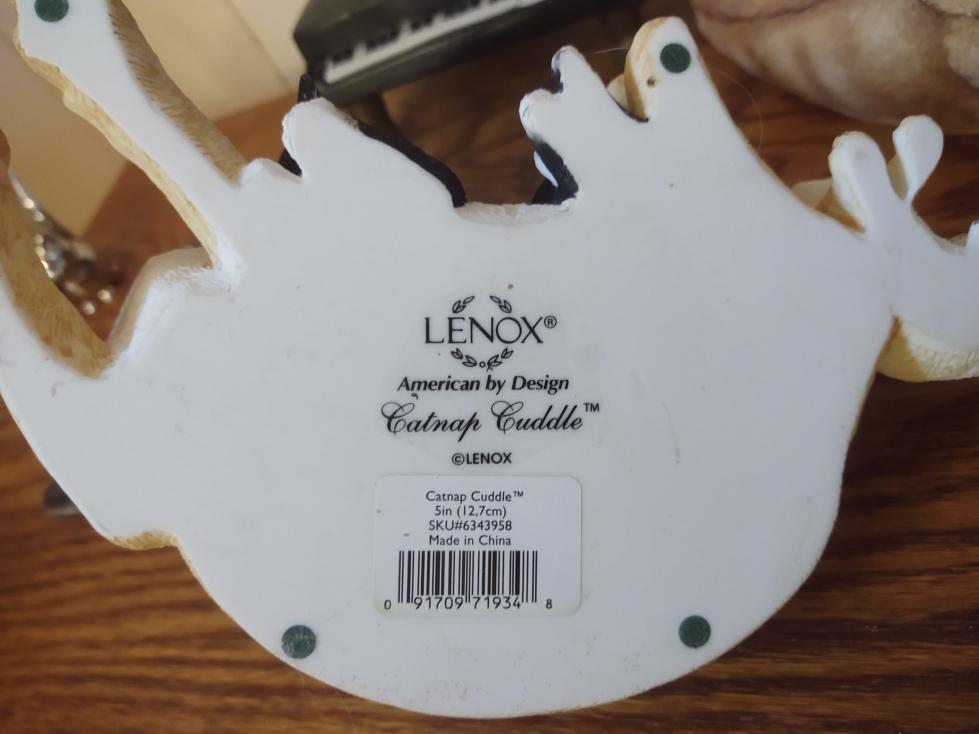 LENOX®
American by Design
Catnap Cuddle™
©LENOX
Catnap Cuddle™
5in (12,7cm)
SKU#6343958
Made in China
0 91709 71934 8